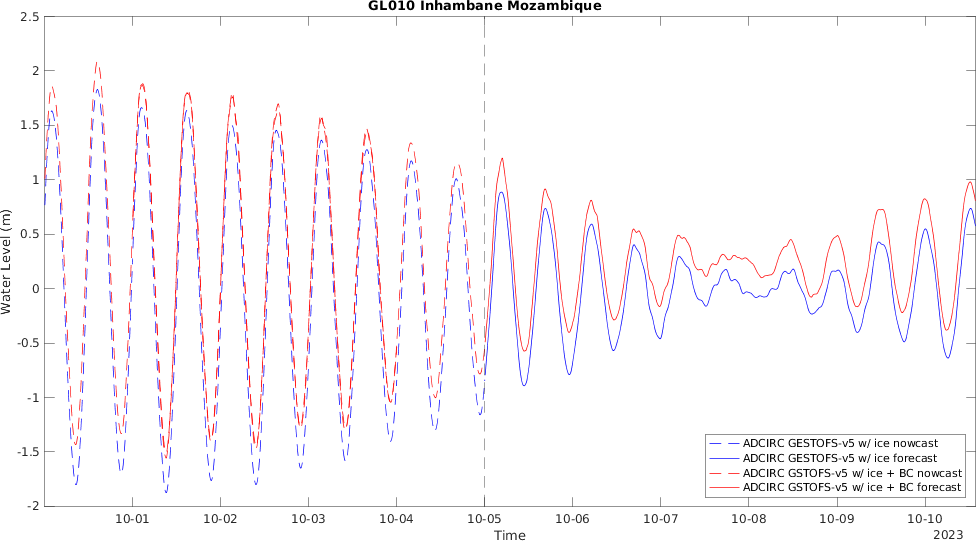 GL010 Inhambane Mozambique
2.5
2
1.5
1
0.5
0
-0.5
-1
-1.5
-2
Water Level (m)
ADCIRC GESTOFS-v5 w/ ice nowcast
ADCIRC GESTOFS-v5 w/ ice forecast
ADCIRC GSTOFS-v5 w/ ice + BC nowcast
ADCIRC GSTOFS-v5 w/ ice + BC forecast
10-01 10-02 10-03 10-04 10-05 10-06 10-07 10-08 10-09 10-10
Time
2023